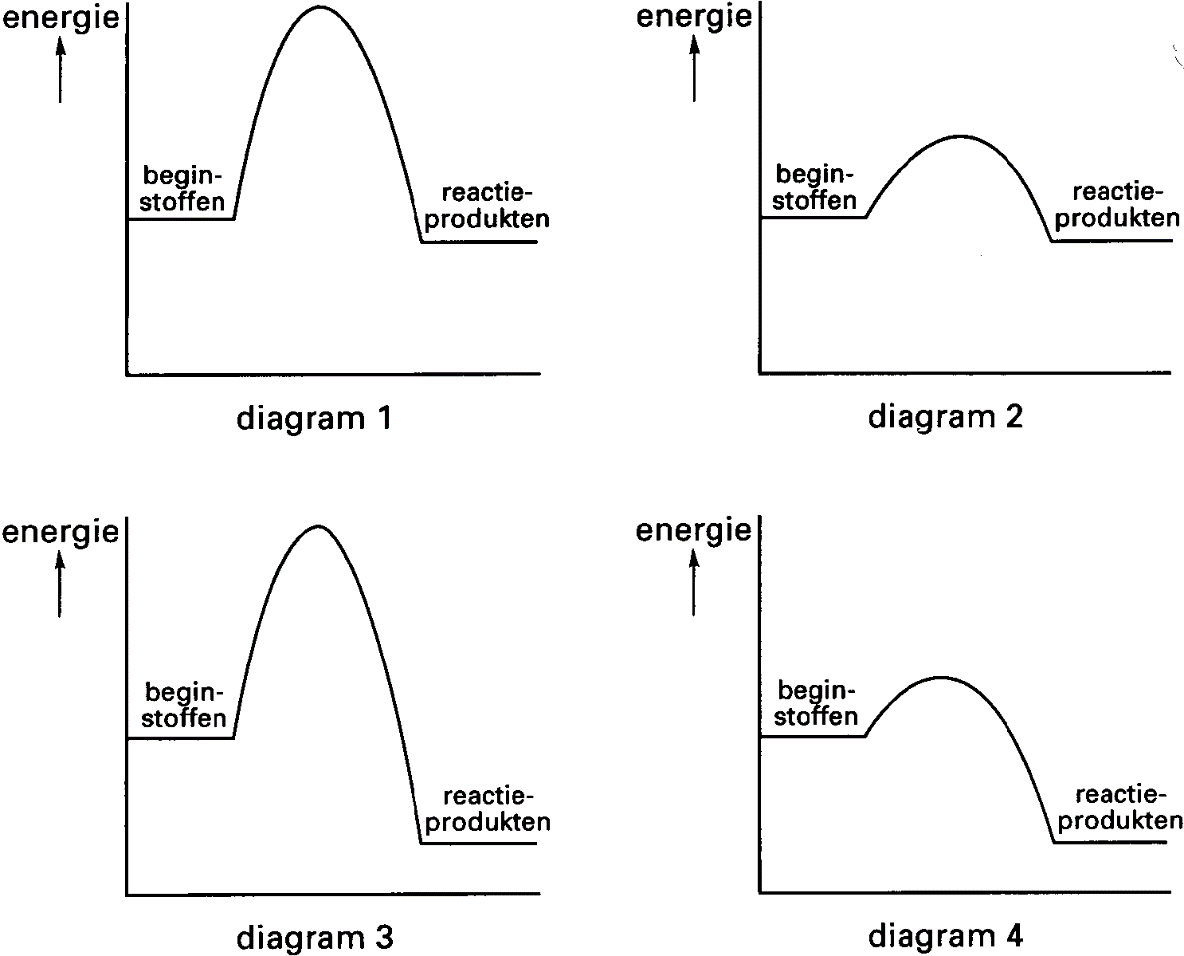 energie
begin-
stoffen
reactie-
produkten
diagram 1
energie
begin-
stoffen
reactie-
produkten
diagram 2
energie
begin-
stoffen
reactie-
produkten
diagram 3
energie
begin-
stoffen
reactie-
produkten
diagram 4